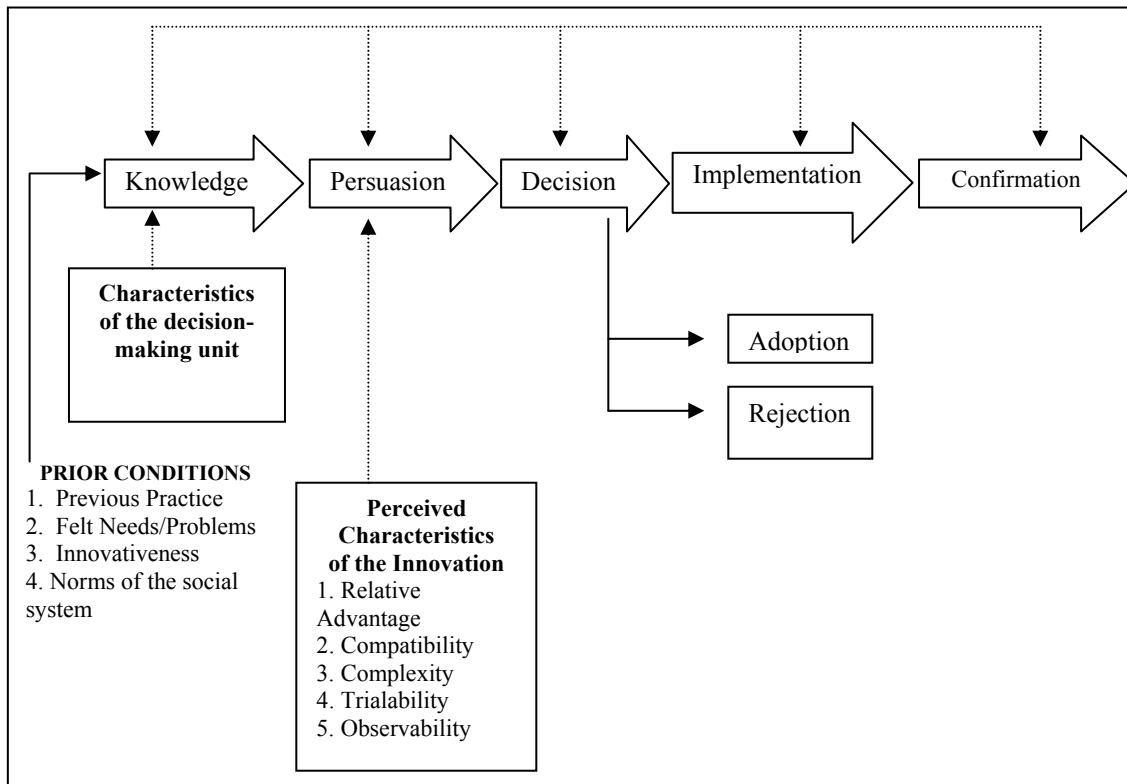 Knowledge
Persuasion
Decision
Implementation
Confirmation
Characteristics
of the decision-
making unit
Adoption
Rejection
PRIOR CONDITIONS
1. Previous Practice
2. Felt Needs/Problems
3. Innovativeness
4. Norms of the social
system
Perceived
Characteristics
of the Innovation
1. Relative
Advantage
2. Compatibility
3. Complexity
4. Trialability
5. Observability